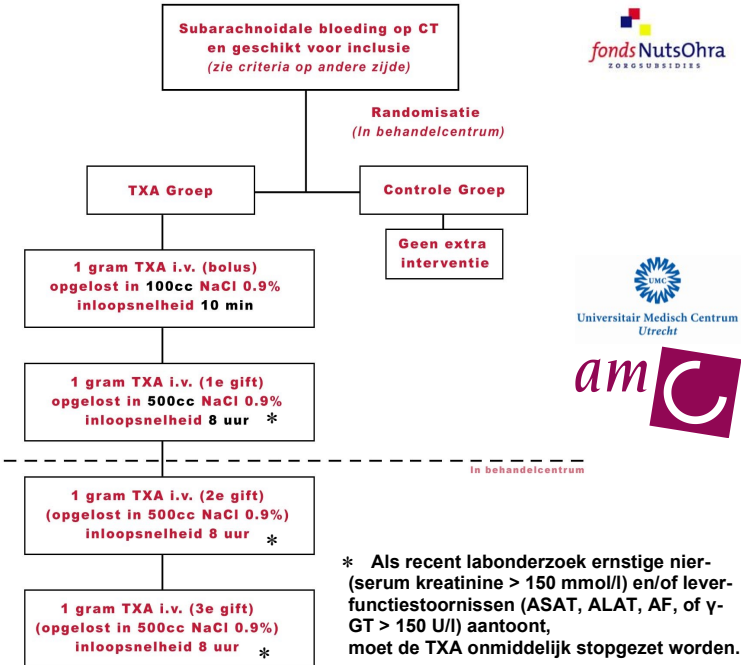 Subarachnoidale bloeding op CT
en geschikt voor inclusie
(zie criteria op andere zijde)
fondsNutsOhra
ZORGSUBSIDIES
Randomisatie
(In behandelcentrum)
TXA Groep
Controle Groep
Geen extra
interventie
1 gram TXA i.v. (bolus)
opgelost in 100cc NaCl 0.9%
inloopsnelheid 10 min
UMC
Universitair Medisch Centrum
Utrecht
amC
1 gram TXA i.v. (1e gift)
opgelost in 500cc NaCl 0.9%
inloopsnelheid 8 uur *
In behandelcentrum
1 gram TXA i.v. (2e gift)
(opgelost in 500cc NaCl 0.9%)
inloopsnelheid 8 uur *
1 gram TXA i.v. (3e gift)
(opgelost in 500cc NaCl 0.9%)
inloopsnelheid 8 uur *
* Als recent labonderzoek ernstige nier-
(serum kreatinine > 150 mmol/l) en/of lever-
functiestoornissen (ASAT, ALAT, AF, of γ-
GT > 150 U/l) aantoont,
moet de TXA onmiddelijk stopgezet worden.